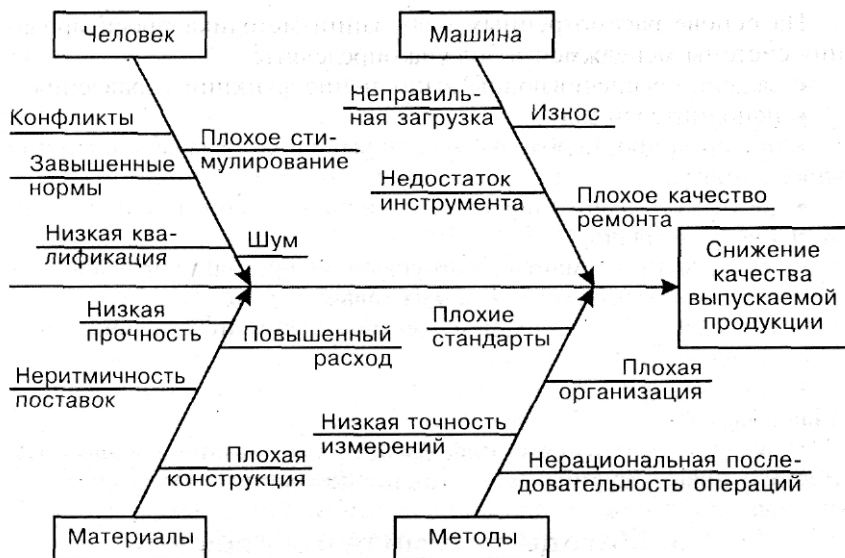 Человек
Машина
Конфликты
Завышенные
нормы
Низкая ква-
лификация
Плохое сти-
мулирование
Шум
Неправиль-
ная загрузка
Недостаток
инструмента
Износ
Плохое качество
ремонта
Снижение
качества
выпускаемой
продукции
Низкая
прочность
Неритмичность
поставок
Повышенный
расход
Плохая
конструкция
Плохие
стандарты
Низкая точность
измерений
Плохая
организация
Нерациональная после-
довательность операций
Материалы
Методы